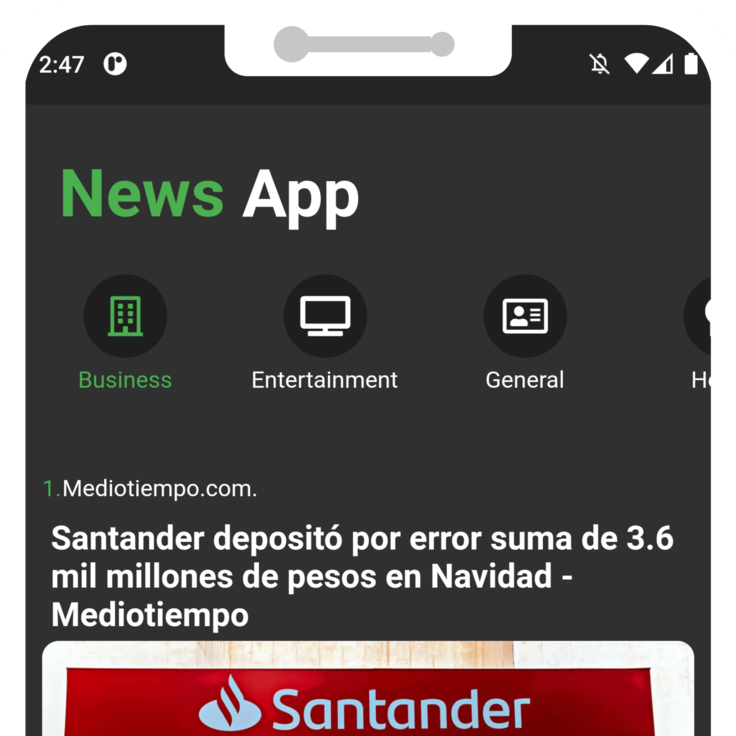 2:47
News App
Business Entertainment General
1.Mediotiempo.com.
Santander depositó por error suma de 3.6
mil millones de pesos en Navidad -
Mediotiempo
Santander